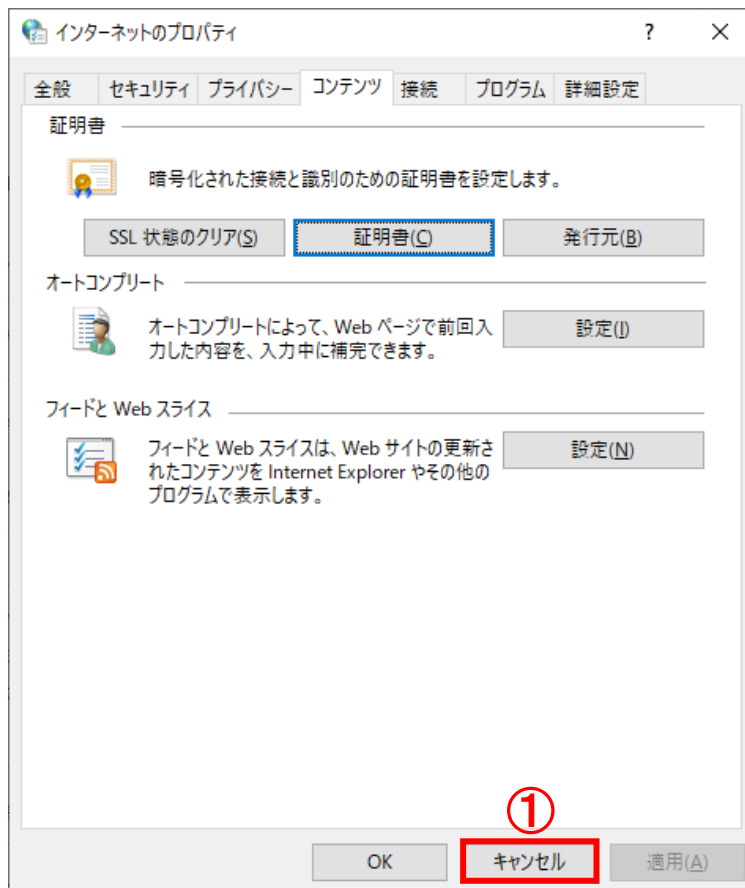 インターネットのプロパティ
?
×
全般 セキュリティ プライバシー コンテンツ 接続 プログラム 詳細設定
証明書
暗号化された接続と識別のための証明書を設定します。
SSL 状態のクリア(S) 証明書(C) 発行元(B)
オートコンプリート
オートコンプリートによって、Web ページで前回入
力した内容を、入力中に補完できます。
設定(I)
フィードと Web スライス
フィードと Web スライスは、Web サイトの更新さ
れたコンテンツを Internet Explorer やその他の
プログラムで表示します。
設定(N)
①
OK キャンセル 適用(A)